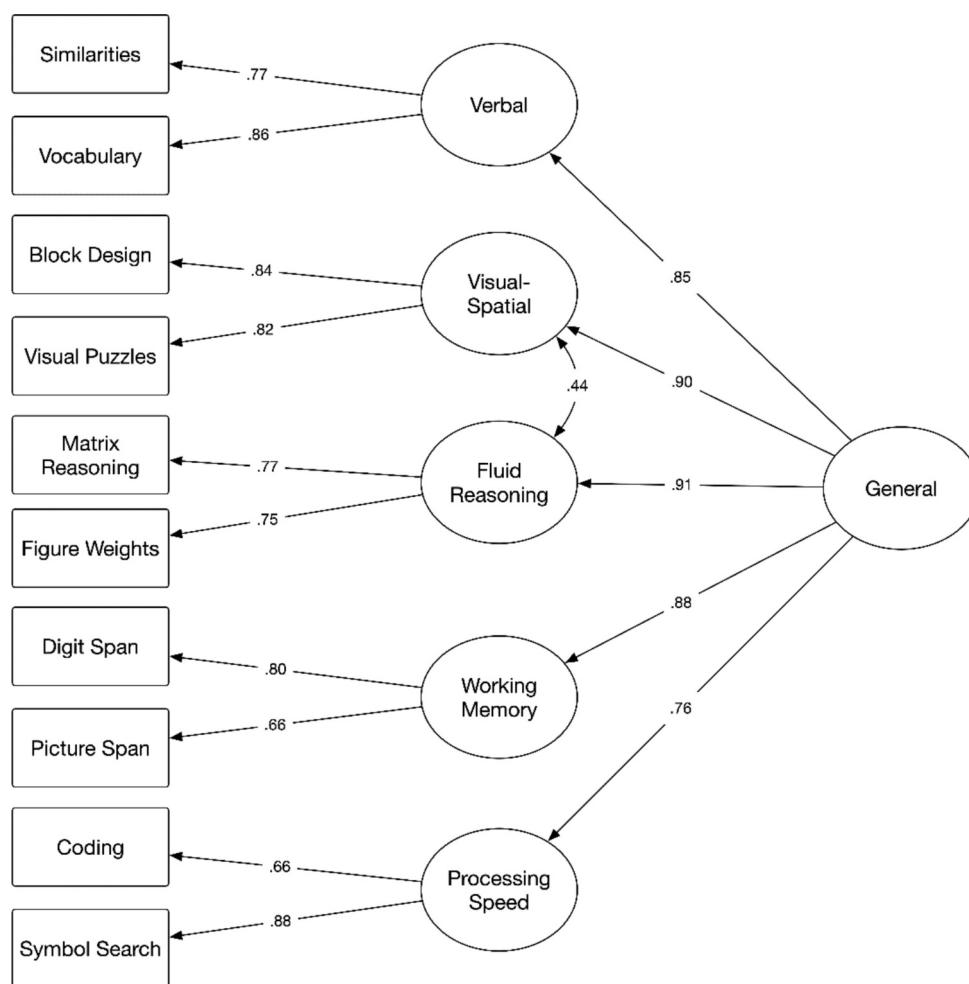 Similarities
.77
Verbal
.86
Vocabulary
.85
Block Design
.84
Visual-
Spatial
.82
Visual Puzzles
.90
.44
Matrix
Reasoning
.77
Fluid
Reasoning
.91
General
.75
Figure Weights
.88
Digit Span
.80
Working
Memory
.66
Picture Span
.76
Coding
.66
Processing
Speed
.88
Symbol Search